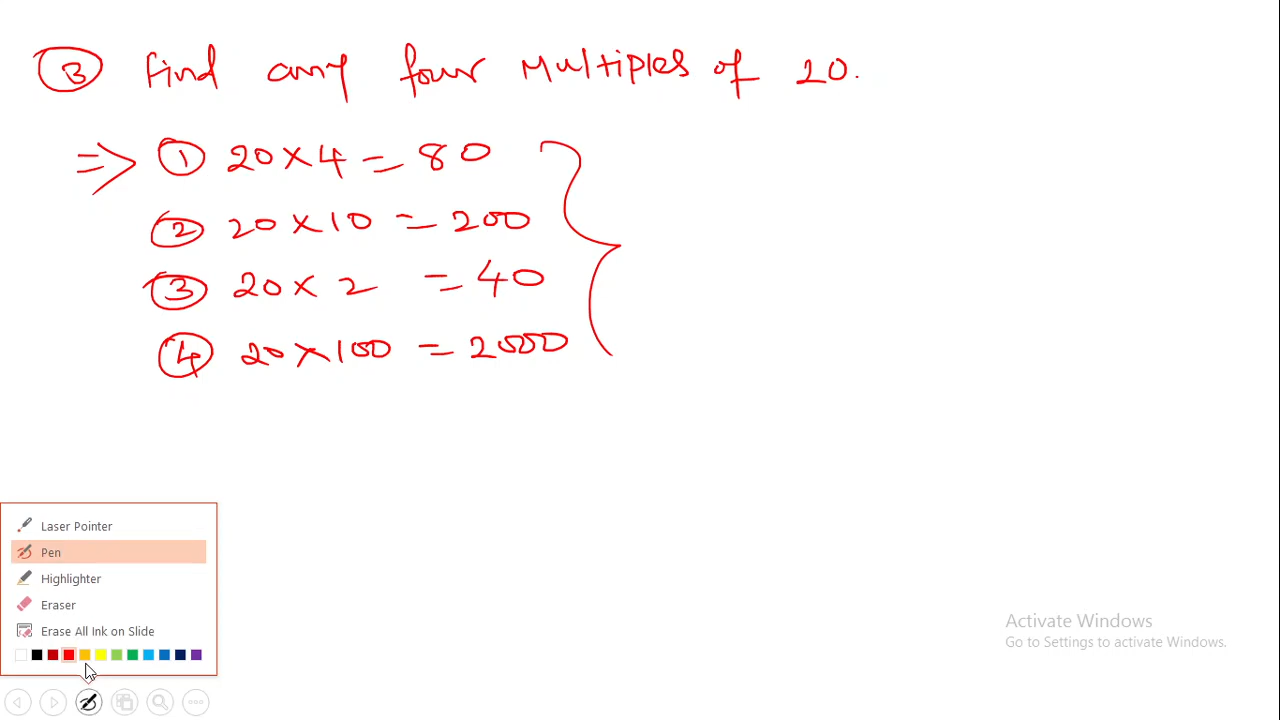 ③ Find any four Multiples of 20.
⇒ ① 20 × 4 = 80
② 20 × 10 = 200
③ 20 × 2 = 40
④ 20 × 100 = 2000
Laser Pointer
Pen
Highlighter
Eraser
Erase All Ink on Slide
Activate Windows
Go to Settings to activate Windows.